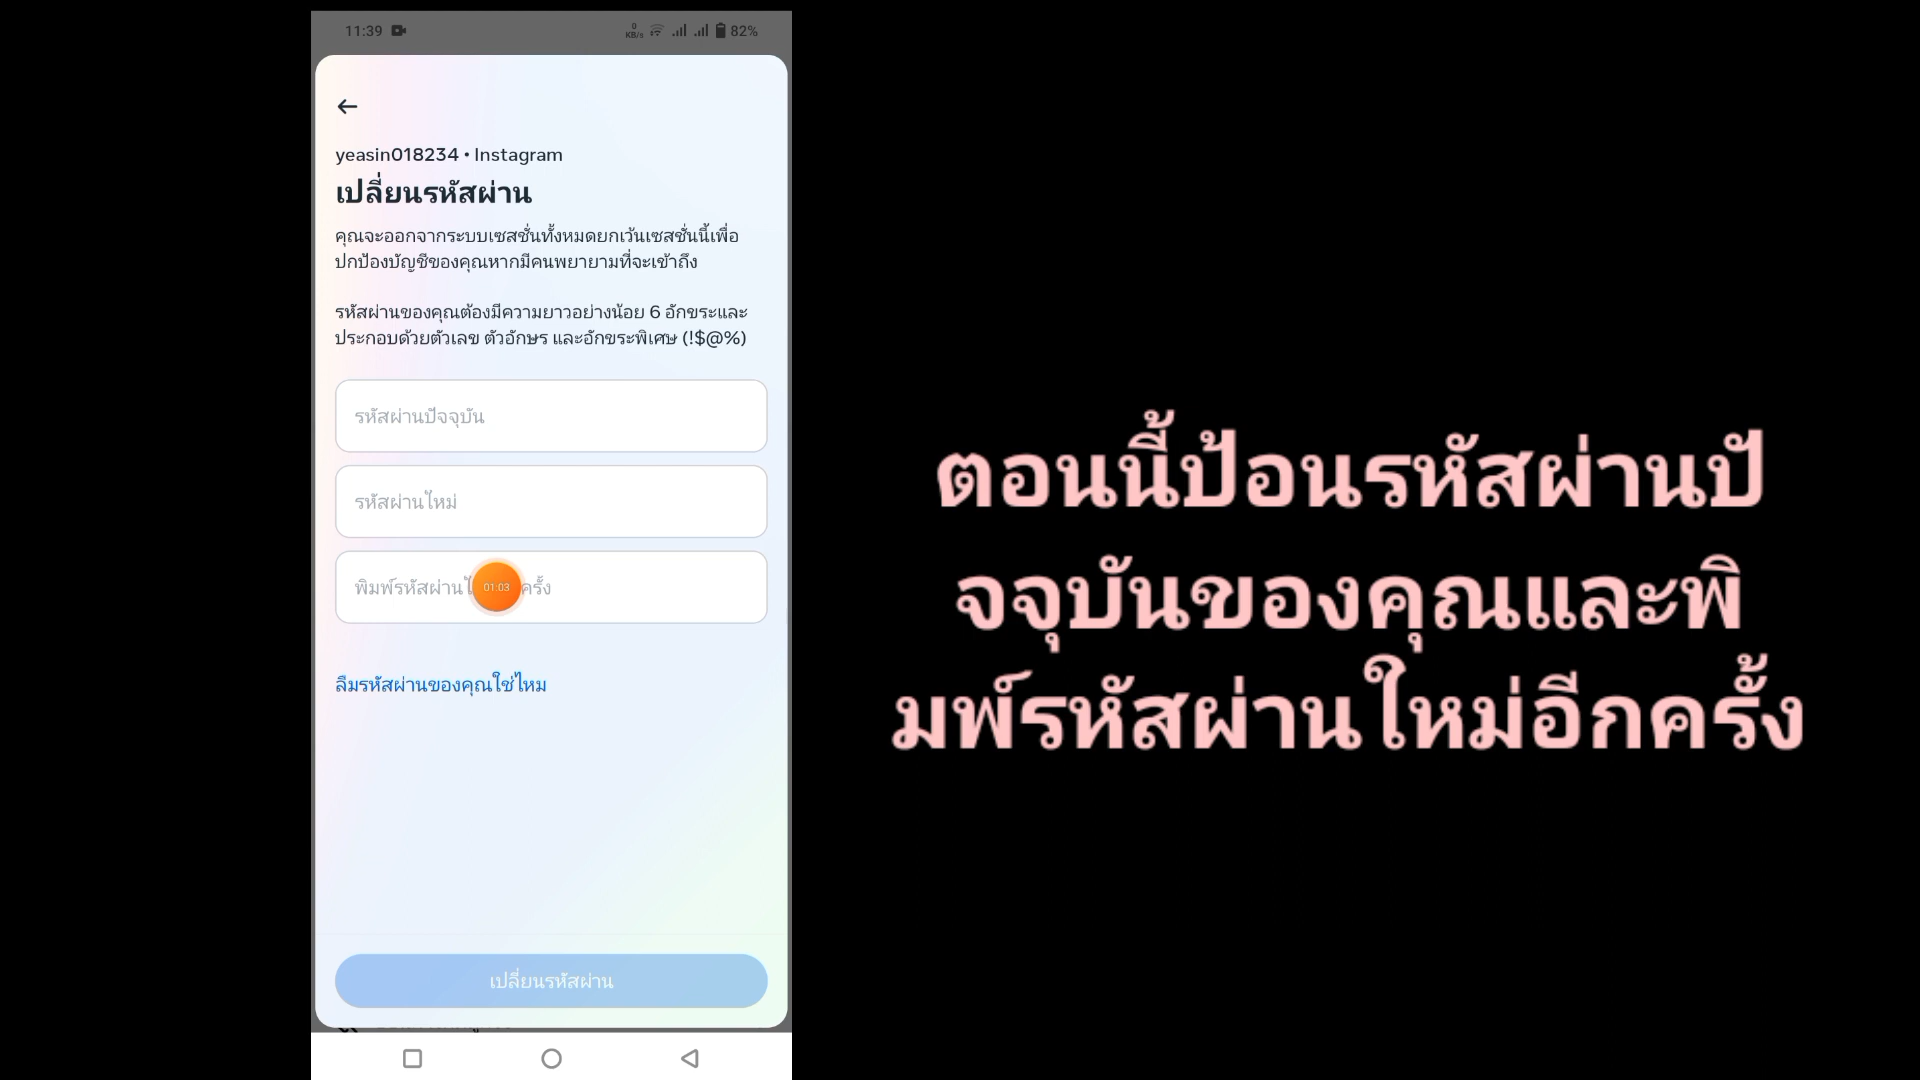 11:39
0
KB/s
82%
yeasin018234 • Instagram
เปลี่ยนรหัสผ่าน
คุณจะออกจากระบบเซสชั่นทั้งหมดยกเว้นเซสชั่นนี้เพื่อ
ปกป้องบัญชีของคุณหากมีคนพยายามที่จะเข้าถึง
รหัสผ่านของคุณต้องมีความยาวอย่างน้อย 6 อักขระและ
ประกอบด้วยตัวเลข ตัวอักษร และอักขระพิเศษ (!$@%)
รหัสผ่านปัจจุบัน
รหัสผ่านใหม่
พิมพ์รหัสผ่านใ
01:03
ครั้ง
ลืมรหัสผ่านของคุณใช่ไหม
เปลี่ยนรหัสผ่าน
ตอนนี้ป้อนรหัสผ่านปั
จจุบันของคุณและพิ
มพ์รหัสผ่านใหม่อีกครั้ง